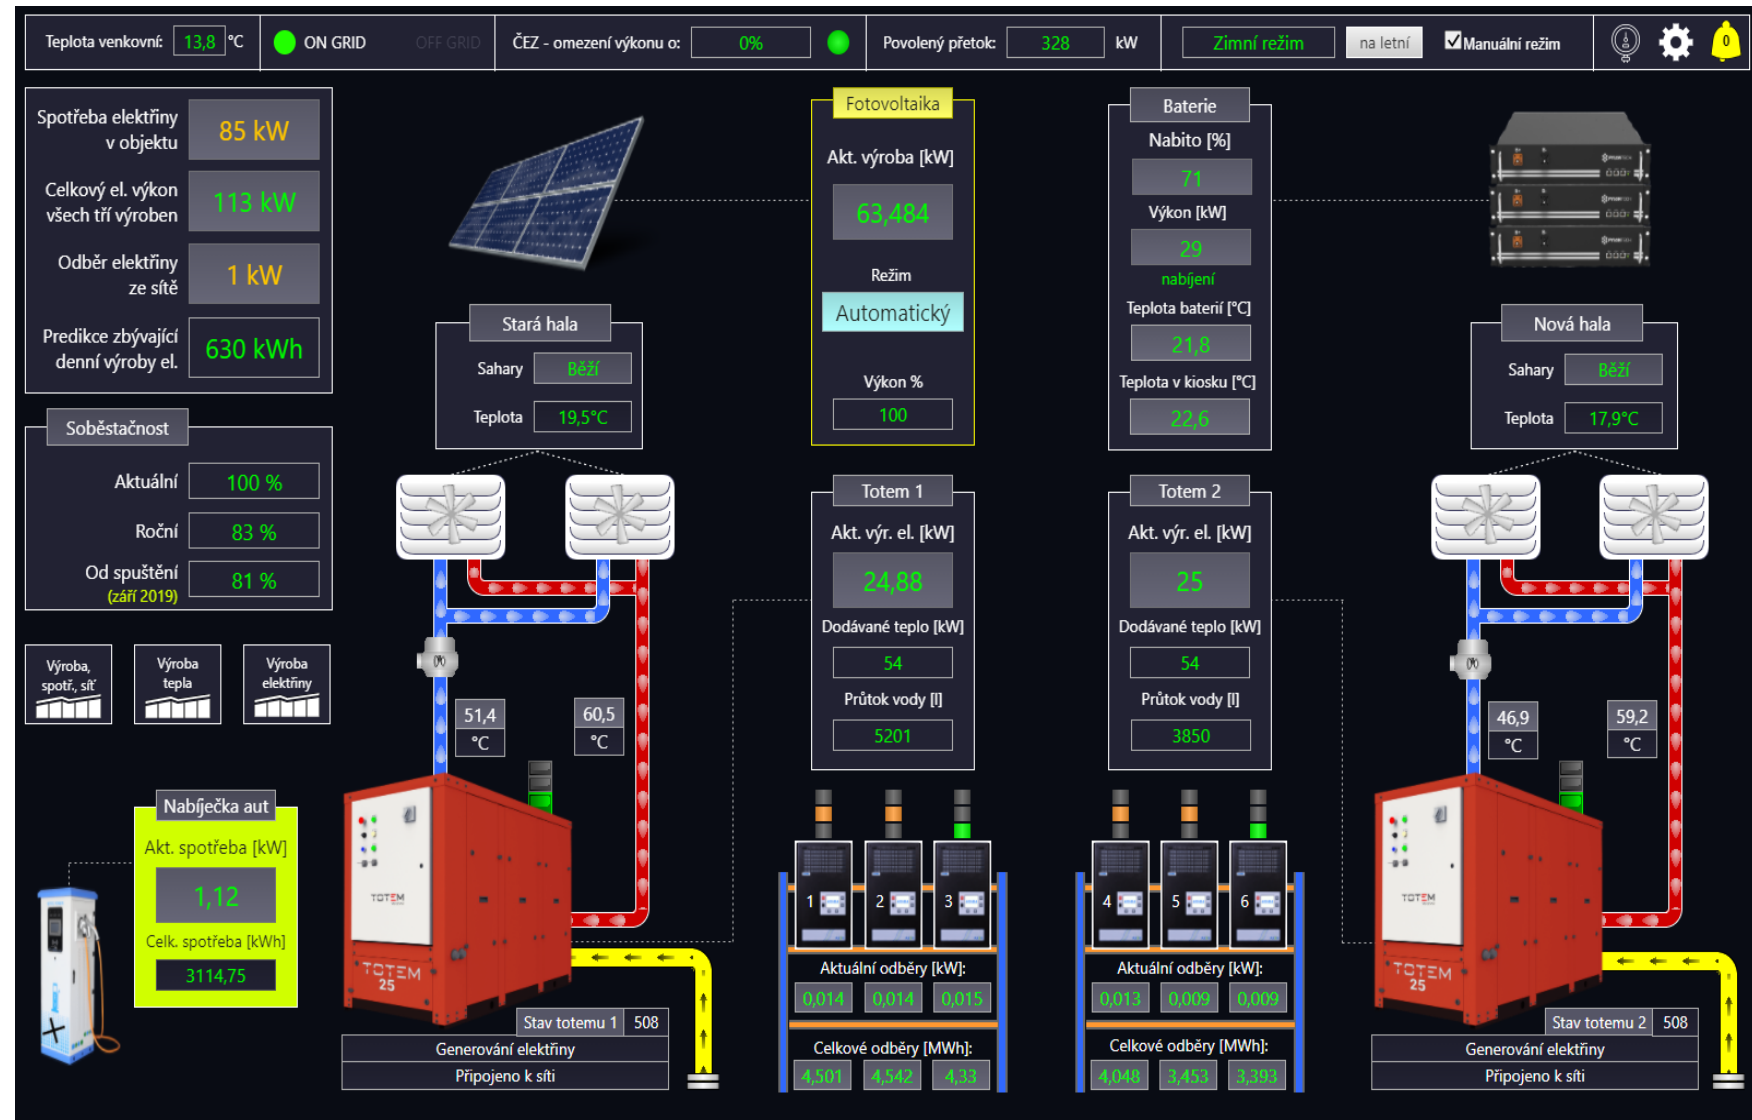 Teplota venkovní: 13,8 °C
ON GRID
OFF GRID
ČEZ - omezení výkonu o: 0%
Povolený přetok: 328 kW
Zimní režim
na letní
Manuální režim
0
Spotřeba elektřiny
v objektu
85 kW
Celkový el. výkon
všech tří výroben
113 kW
Odběr elektřiny
ze sítě
1 kW
Predikce zbývající
denní výroby el.
630 kWh
Soběstačnost
Aktuální 100 %
Roční 83 %
Od spuštění
(září 2019)
81 %
Výroba,
spotř., síť
Výroba
tepla
Výroba
elektřiny
Nabíječka aut
Akt. spotřeba [kW]
1,12
Celk. spotřeba [kWh]
3114,75
Stará hala
Sahary Běží
Teplota 19,5°C
51,4
°C
60,5
°C
TOTEM
TOTEM
25
Stav totemu 1 508
Generování elektřiny
Připojeno k síti
Fotovoltaika
Akt. výroba [kW]
63,484
Režim
Automatický
Výkon %
100
Baterie
Nabito [%]
71
Výkon [kW]
29
nabíjení
Teplota baterií [°C]
21,8
Teplota v kiosku [°C]
22,6
Totem 1
Akt. výr. el. [kW]
24,88
Dodávané teplo [kW]
54
Průtok vody [l]
5201
Totem 2
Akt. výr. el. [kW]
25
Dodávané teplo [kW]
54
Průtok vody [l]
3850
1 2 3
Aktuální odběry [kW]:
0,014 0,014 0,015
Celkové odběry [MWh]:
4,501 4,542 4,33
4 5 6
Aktuální odběry [kW]:
0,013 0,009 0,009
Celkové odběry [MWh]:
4,048 3,453 3,393
Nová hala
Sahary Běží
Teplota 17,9°C
46,9
°C
59,2
°C
TOTEM
TOTEM
25
Stav totemu 2 508
Generování elektřiny
Připojeno k síti